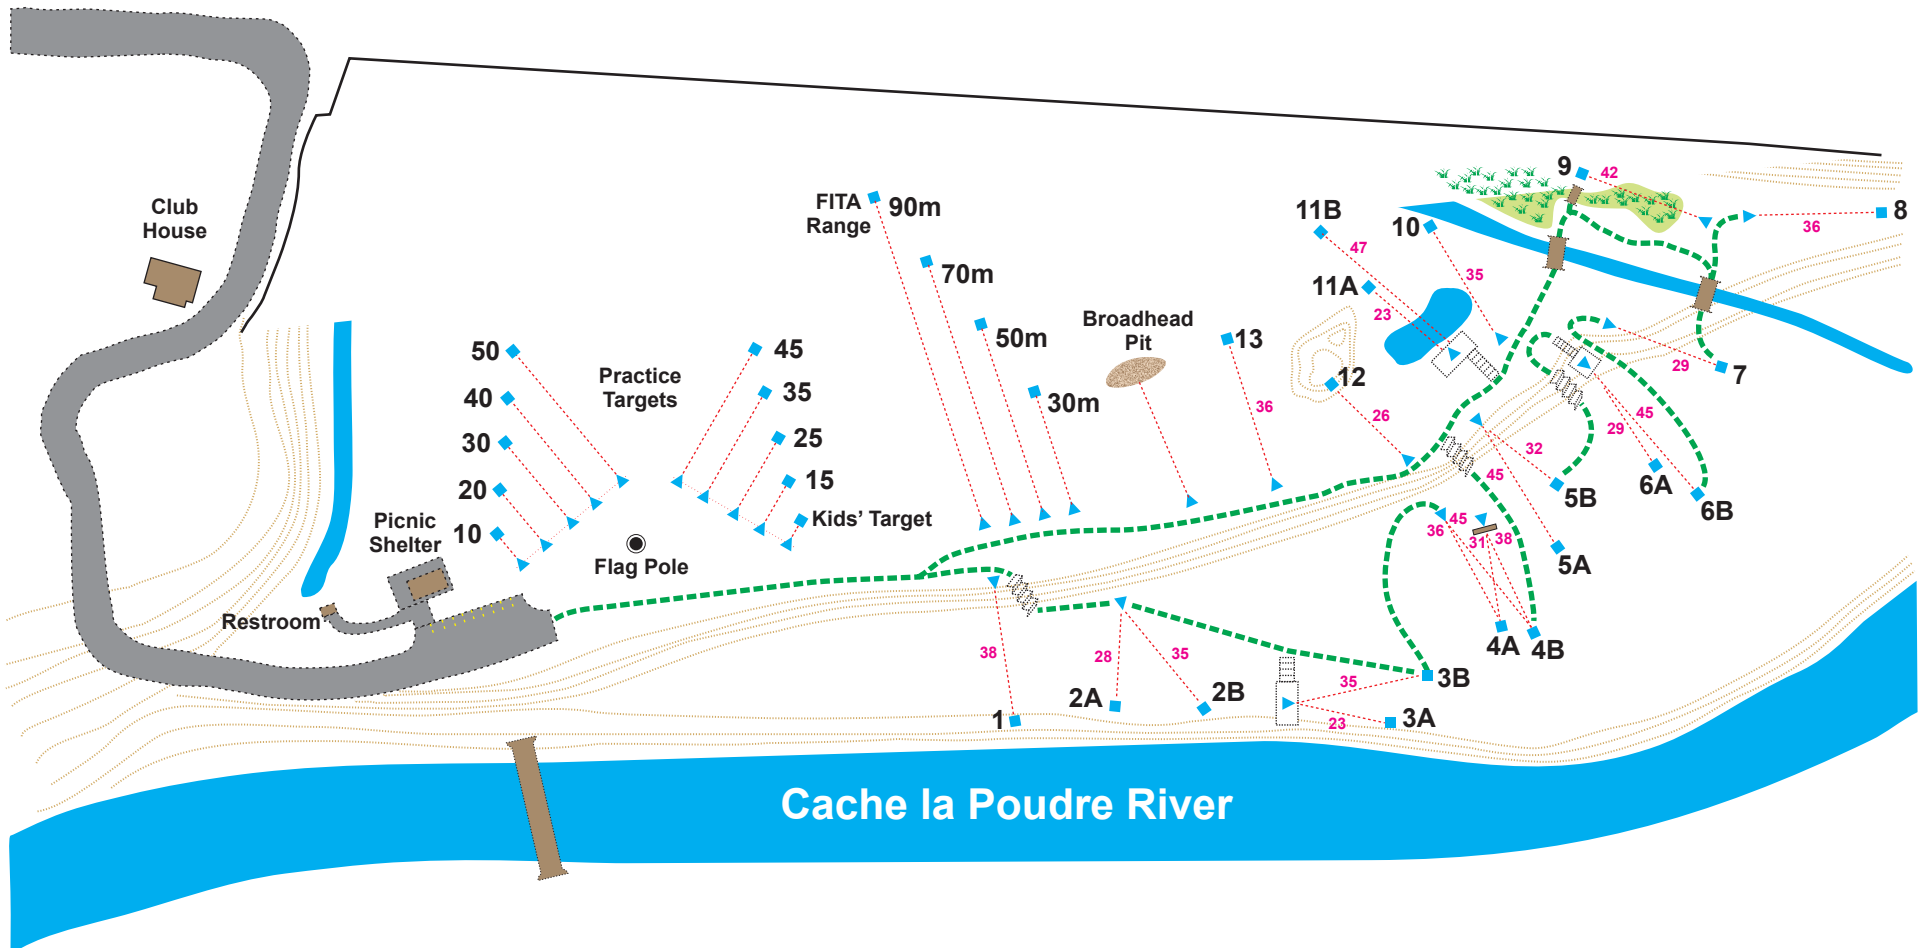 Club
House
50
40
30
20
10
Practice
Targets
45
35
25
15
Kids' Target
Flag Pole
Picnic
Shelter
Restroom
FITA
Range
90m
70m
50m
30m
Broadhead
Pit
13
36
12
26
11B
47
11A
23
10
35
9
42
8
36
7
29
45
29
6A
6B
32
45
5B
5A
45
36
31
38
4A
4B
35
3B
23
3A
38
1
28
2A
35
2B
Cache la Poudre River